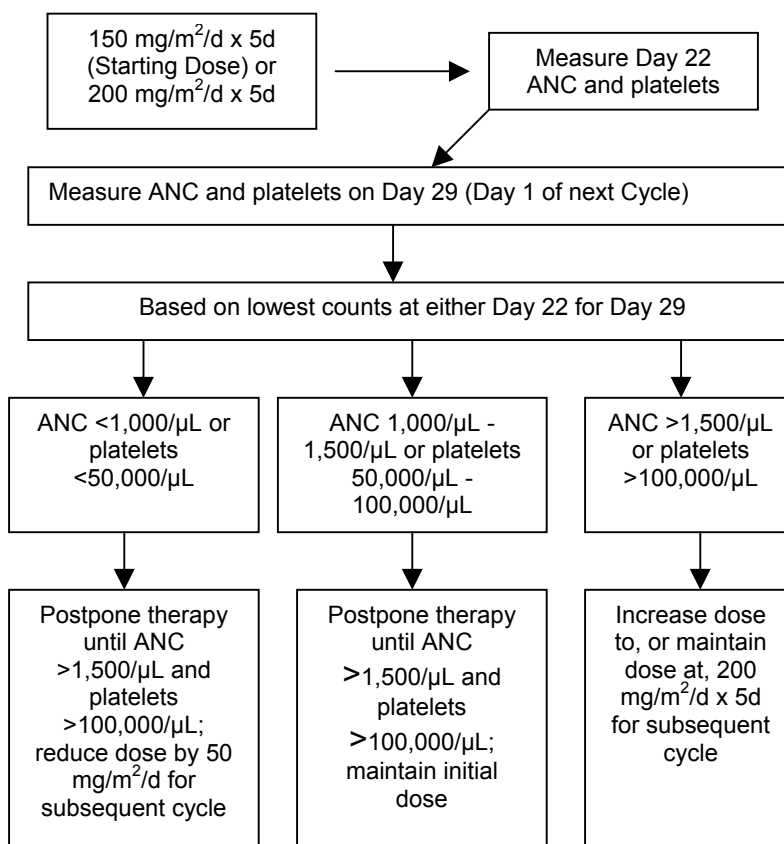 150 mg/m²/d x 5d
(Starting Dose) or
200 mg/m²/d x 5d
Measure Day 22
ANC and platelets
Measure ANC and platelets on Day 29 (Day 1 of next Cycle)
Based on lowest counts at either Day 22 for Day 29
ANC <1,000/µL or
platelets
<50,000/µL
ANC 1,000/µL -
1,500/µL or platelets
50,000/µL -
100,000/µL
ANC >1,500/µL
or platelets
>100,000/µL
Postpone therapy
until ANC
>1,500/µL and
platelets
>100,000/µL;
reduce dose by 50
mg/m²/d for
subsequent cycle
Postpone therapy
until ANC
>1,500/µL and
platelets
>100,000/µL;
maintain initial
dose
Increase dose
to, or maintain
dose at, 200
mg/m²/d x 5d
for subsequent
cycle